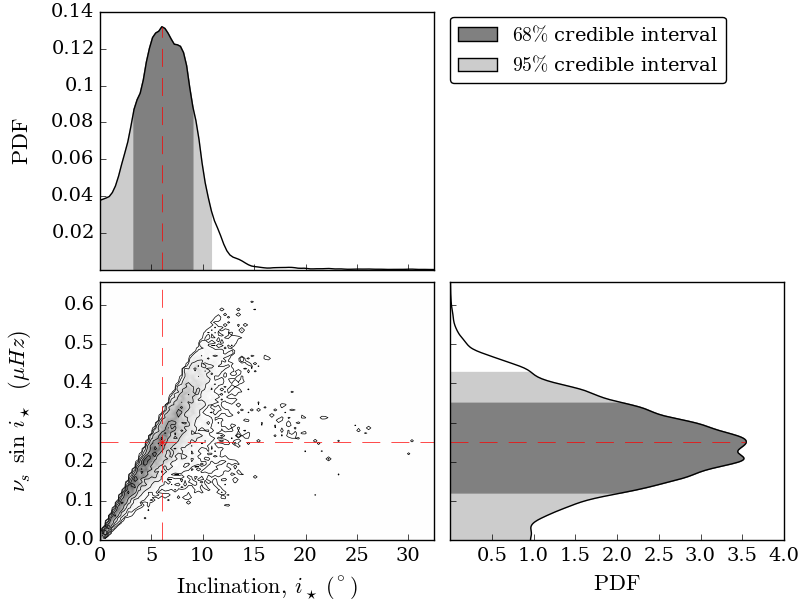 0.14
0.12
0.1
0.08
0.06
0.04
0.02
PDF
68% credible interval
95% credible interval
0.6
0.5
0.4
0.3
0.2
0.1
0.0
ν_s sin i_⋆ (μHz)
0 5 10 15 20 25 30
Inclination, i_⋆ (°)
0.5 1.0 1.5 2.0 2.5 3.0 3.5 4.0
PDF